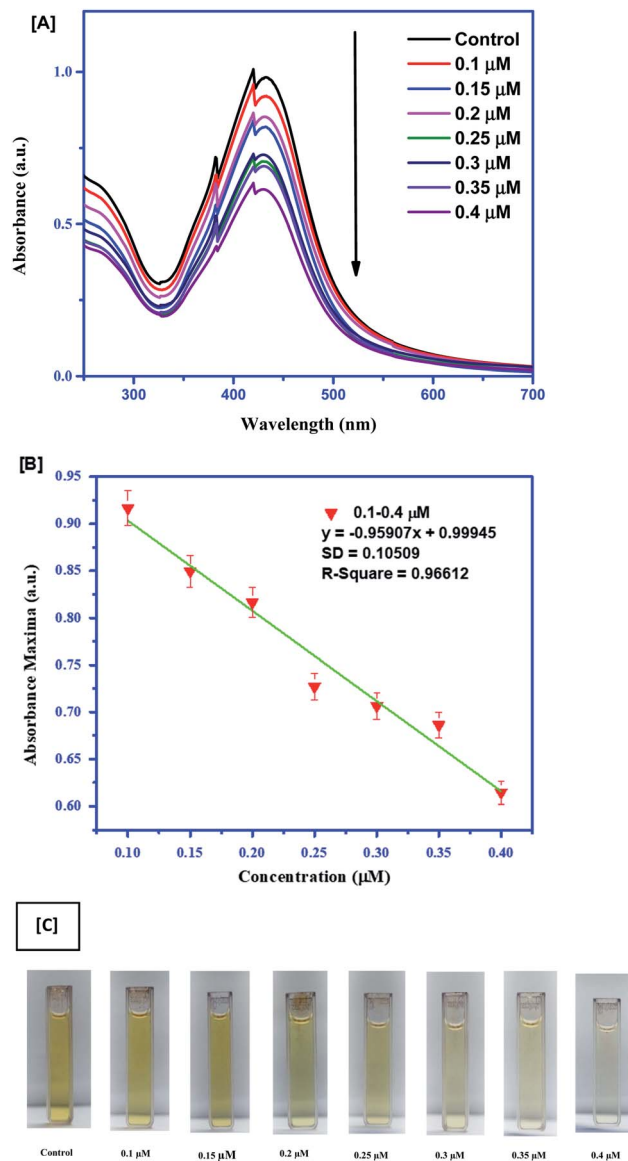 [A]
Absorbance (a.u.)
1.0
0.5
0.0
Control
0.1 µM
0.15 µM
0.2 µM
0.25 µM
0.3 µM
0.35 µM
0.4 µM
300 400 500 600 700
Wavelength (nm)
[B]
Absorbance Maxima (a.u.)
0.95
0.90
0.85
0.80
0.75
0.70
0.65
0.60
0.1-0.4 µM
y = -0.95907x + 0.99945
SD = 0.10509
R-Square = 0.96612
0.10 0.15 0.20 0.25 0.30 0.35 0.40
Concentration (µM)
[C]
Control 0.1 µM 0.15 µM 0.2 µM 0.25 µM 0.3 µM 0.35 µM 0.4 µM